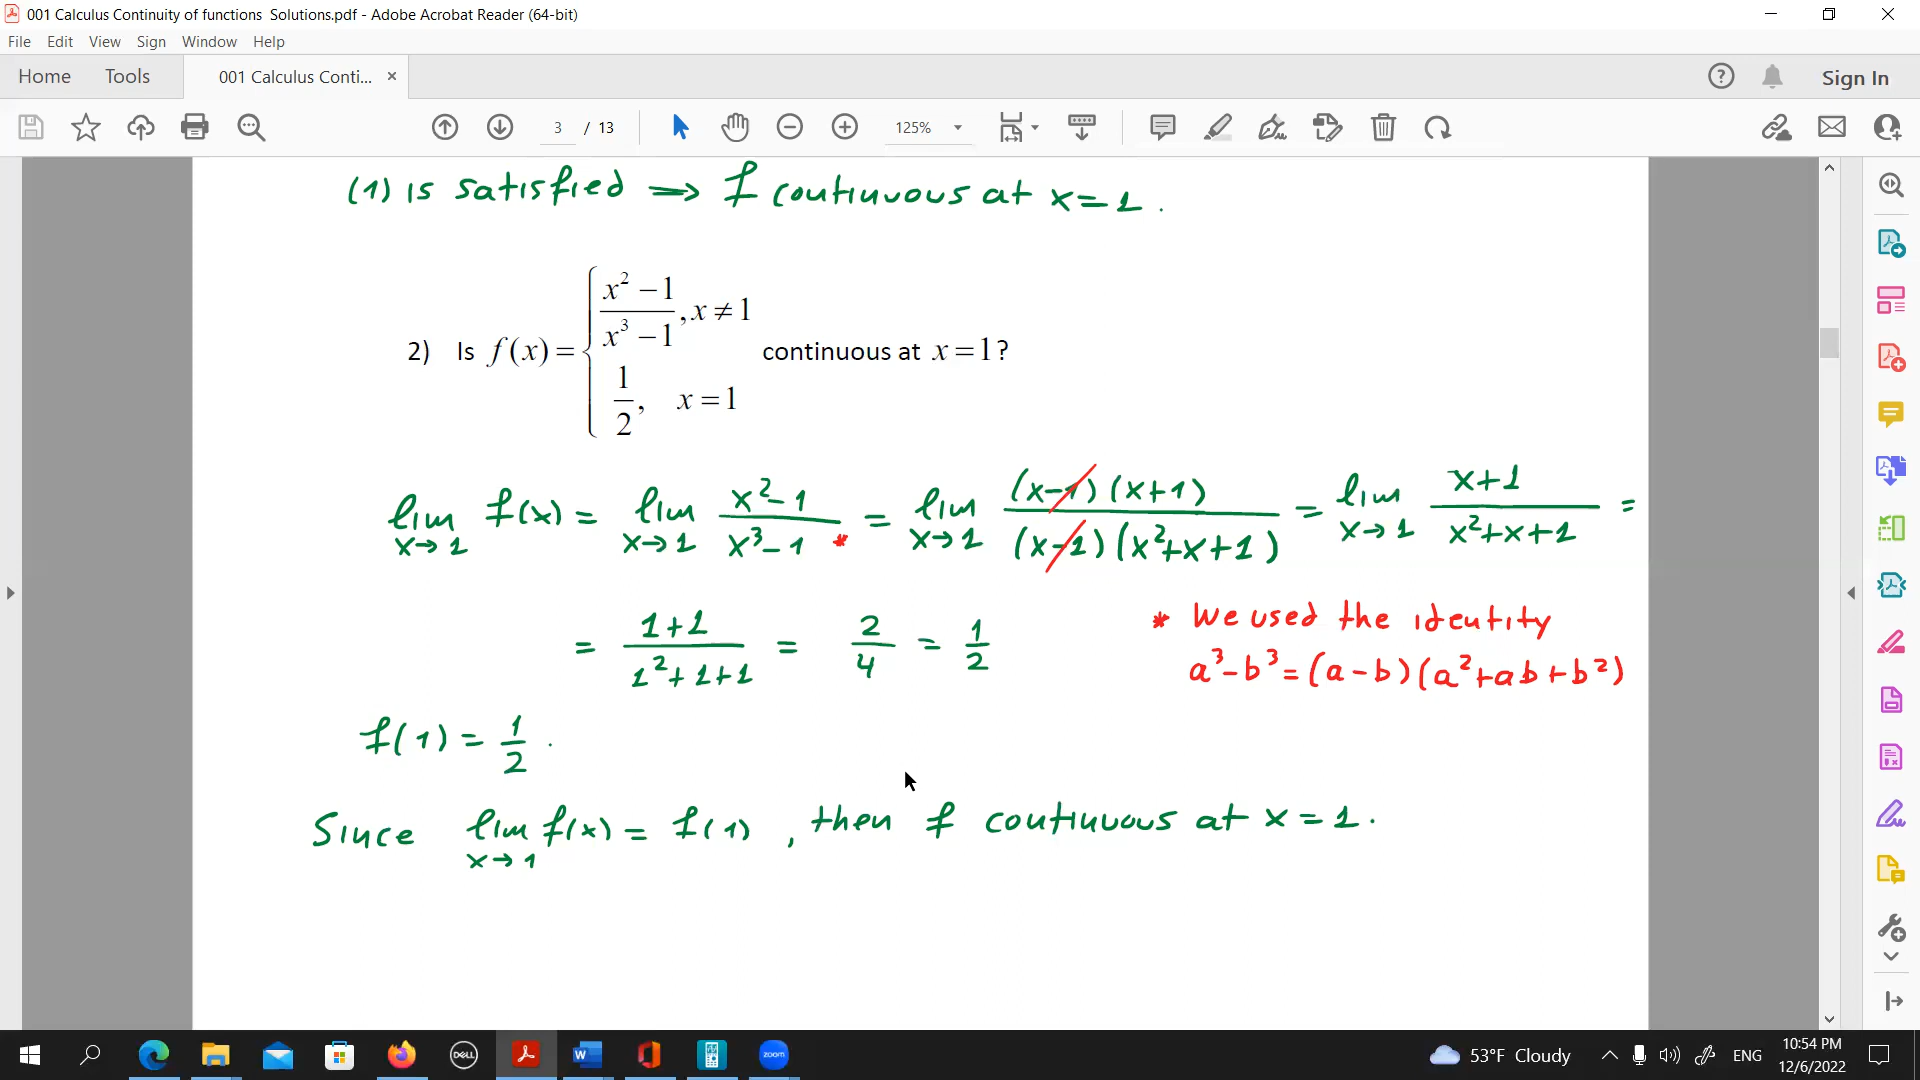 001 Calculus Continuity of functions  Solutions.pdf - Adobe Acrobat Reader (64-bit)
File Edit View Sign Window Help
Home Tools 001 Calculus Conti... × Sign In
3 / 13 125%
(1) is satisfied ⟹ f continuous at x=1.
2) Is f(x) = { (x² − 1)/(x³ − 1), x ≠ 1
1/2, x = 1 continuous at x = 1?
lim x→1 f(x) = lim x→1 (x²-1)/(x³-1) * = lim x→1 ((x-1)(x+1))/((x-1)(x²+x+1)) = lim x→1 (x+1)/(x²+x+1) =
= (1+1)/(1²+1+1) = 2/4 = 1/2
* We used the identity
a³-b³=(a-b)(a²+ab+b²)
f(1) = 1/2.
Since lim x→1 f(x) = f(1), then f continuous at x=1.
DELL
zoom
53°F Cloudy
ENG
10:54 PM
12/6/2022